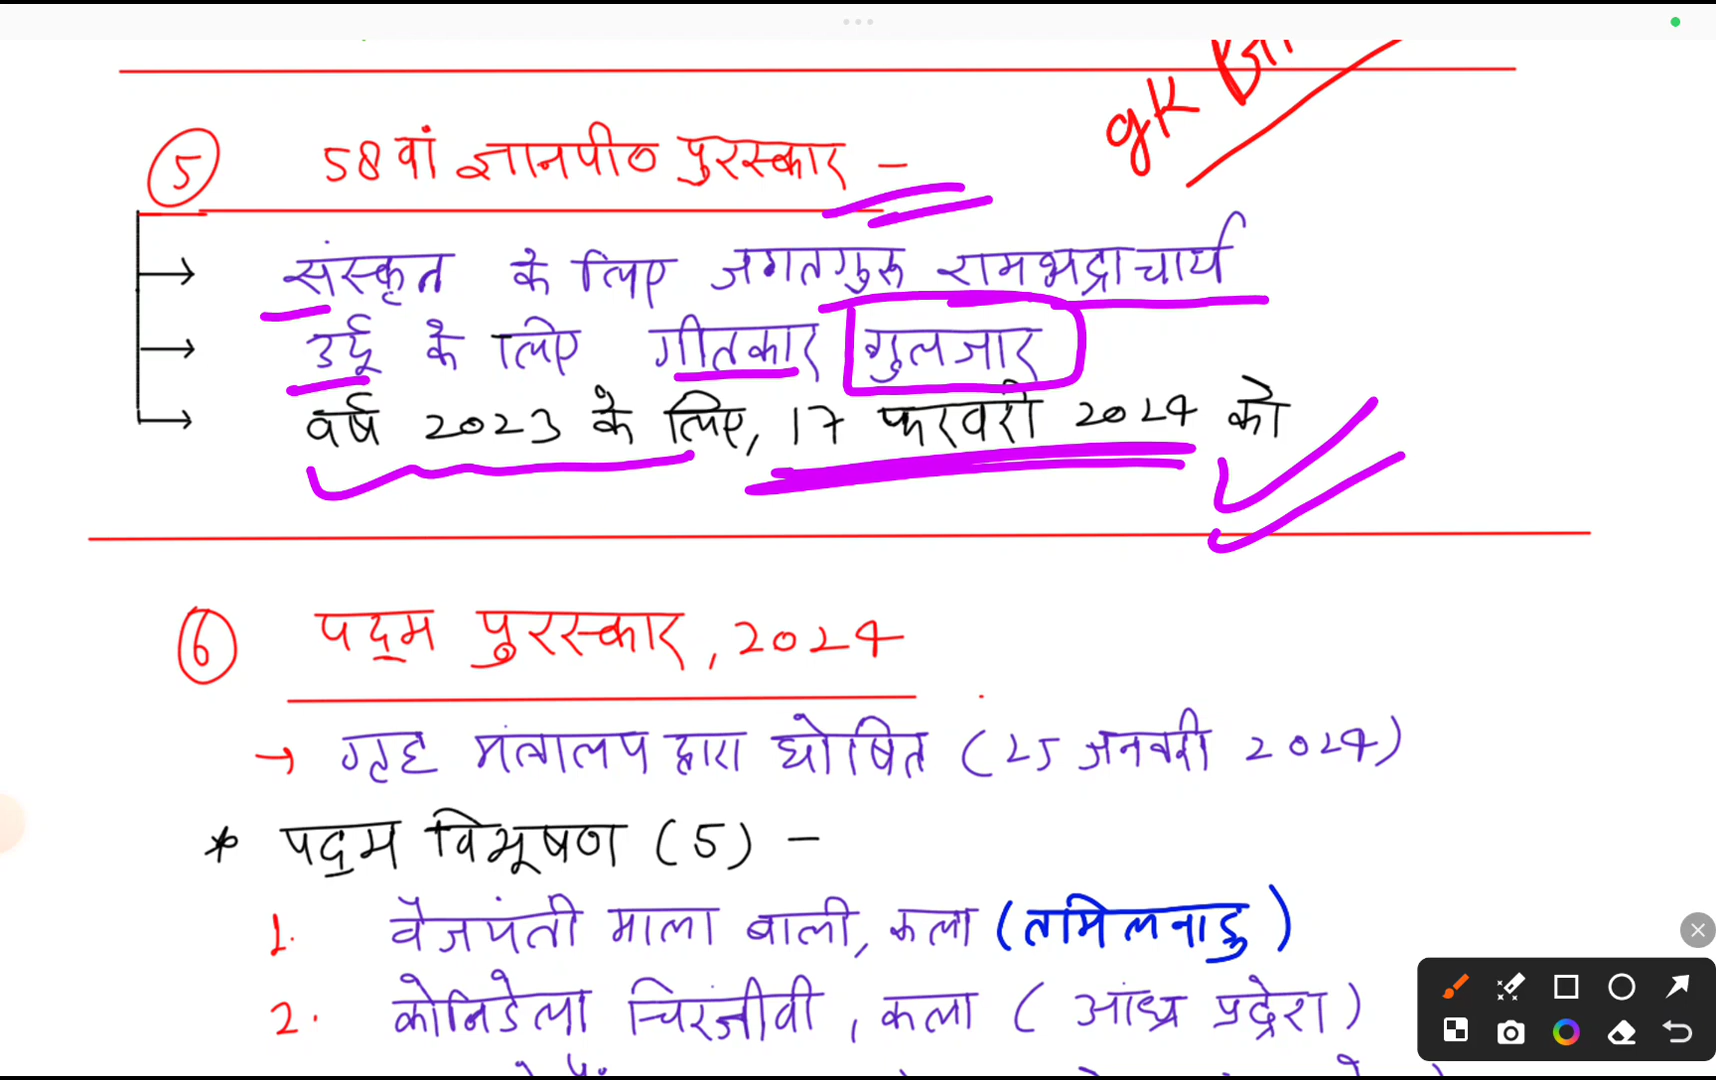 gk
5 58 वां ज्ञानपीठ पुरस्कार -
संस्कृत के लिए जगतगुरु रामभद्राचार्य
उर्दू के लिए गीतकार गुलजार
वर्ष 2023 के लिए, 17 फरवरी 2024 को
6 पद्म पुरस्कार, 2024
→ गृह मंत्रालय द्वारा घोषित (25 जनवरी 2024)
* पद्म विभूषण (5) -
1. वैजयंती माला बाली, कला (तमिलनाडु)
2. कोनिडेला चिरंजीवी, कला (आंध्र प्रदेश)